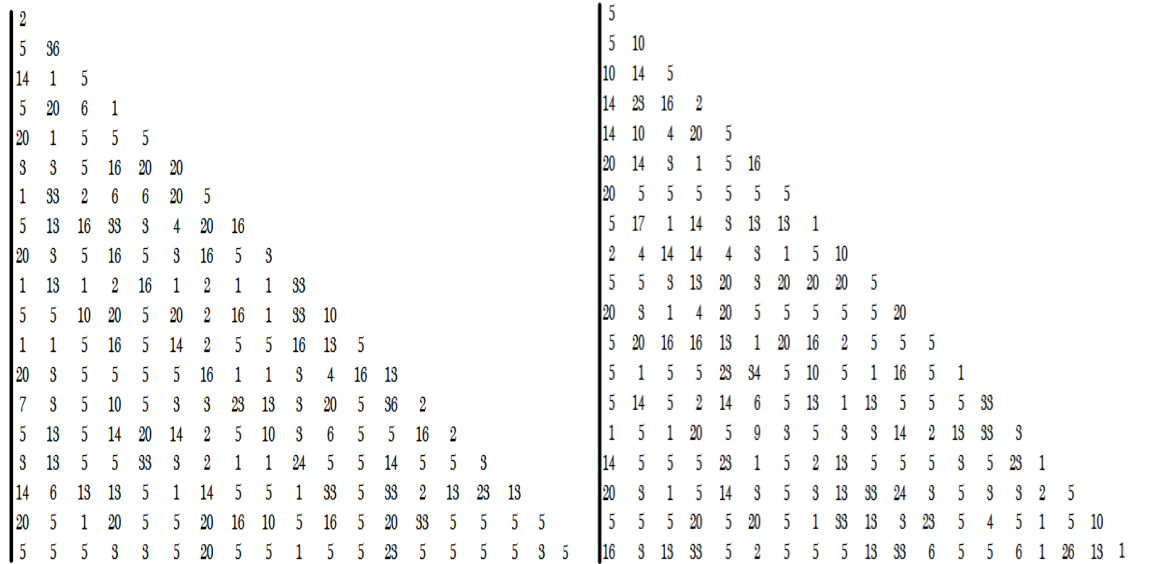 2
5 36
14 1 5
5 20 6 1
20 1 5 5 5
3 3 5 16 20 20
1 33 2 6 6 20 5
5 13 16 33 3 4 20 16
20 3 5 16 5 3 16 5 3
1 13 1 2 16 1 2 1 1 33
5 5 10 20 5 20 2 16 1 33 10
1 1 5 16 5 14 2 5 5 16 13 5
20 3 5 5 5 5 16 1 1 3 4 16 13
7 3 5 10 5 3 3 23 13 3 20 5 36 2
5 13 5 14 20 14 2 5 10 3 6 5 5 16 2
3 13 5 5 33 3 2 1 1 24 5 5 14 5 5 3
14 6 13 13 5 1 14 5 5 1 33 5 33 2 13 23 13
20 5 1 20 5 5 20 16 10 5 16 5 20 33 5 5 5 5
5 5 5 3 3 5 20 5 5 1 5 5 23 5 5 5 5 3 5
5
5 10
10 14 5
14 23 16 2
14 10 4 20 5
20 14 3 1 5 16
20 5 5 5 5 5 5
5 17 1 14 3 13 13 1
2 4 14 14 4 3 1 5 10
5 5 3 13 20 3 20 20 20 5
20 3 1 4 20 5 5 5 5 5 20
5 20 16 16 13 1 20 16 2 5 5 5
5 1 5 5 23 34 5 10 5 1 16 5 1
5 14 5 2 14 6 5 13 1 13 5 5 5 33
1 5 1 20 5 9 3 5 3 3 14 2 13 33 3
14 5 5 5 23 1 5 2 13 5 5 5 3 5 23 1
20 3 1 5 14 3 5 3 13 33 24 3 5 3 3 2 5
5 5 5 20 5 20 5 1 33 13 3 23 5 4 5 1 5 10
16 3 13 33 5 2 5 5 5 13 33 6 5 5 6 1 26 13 1